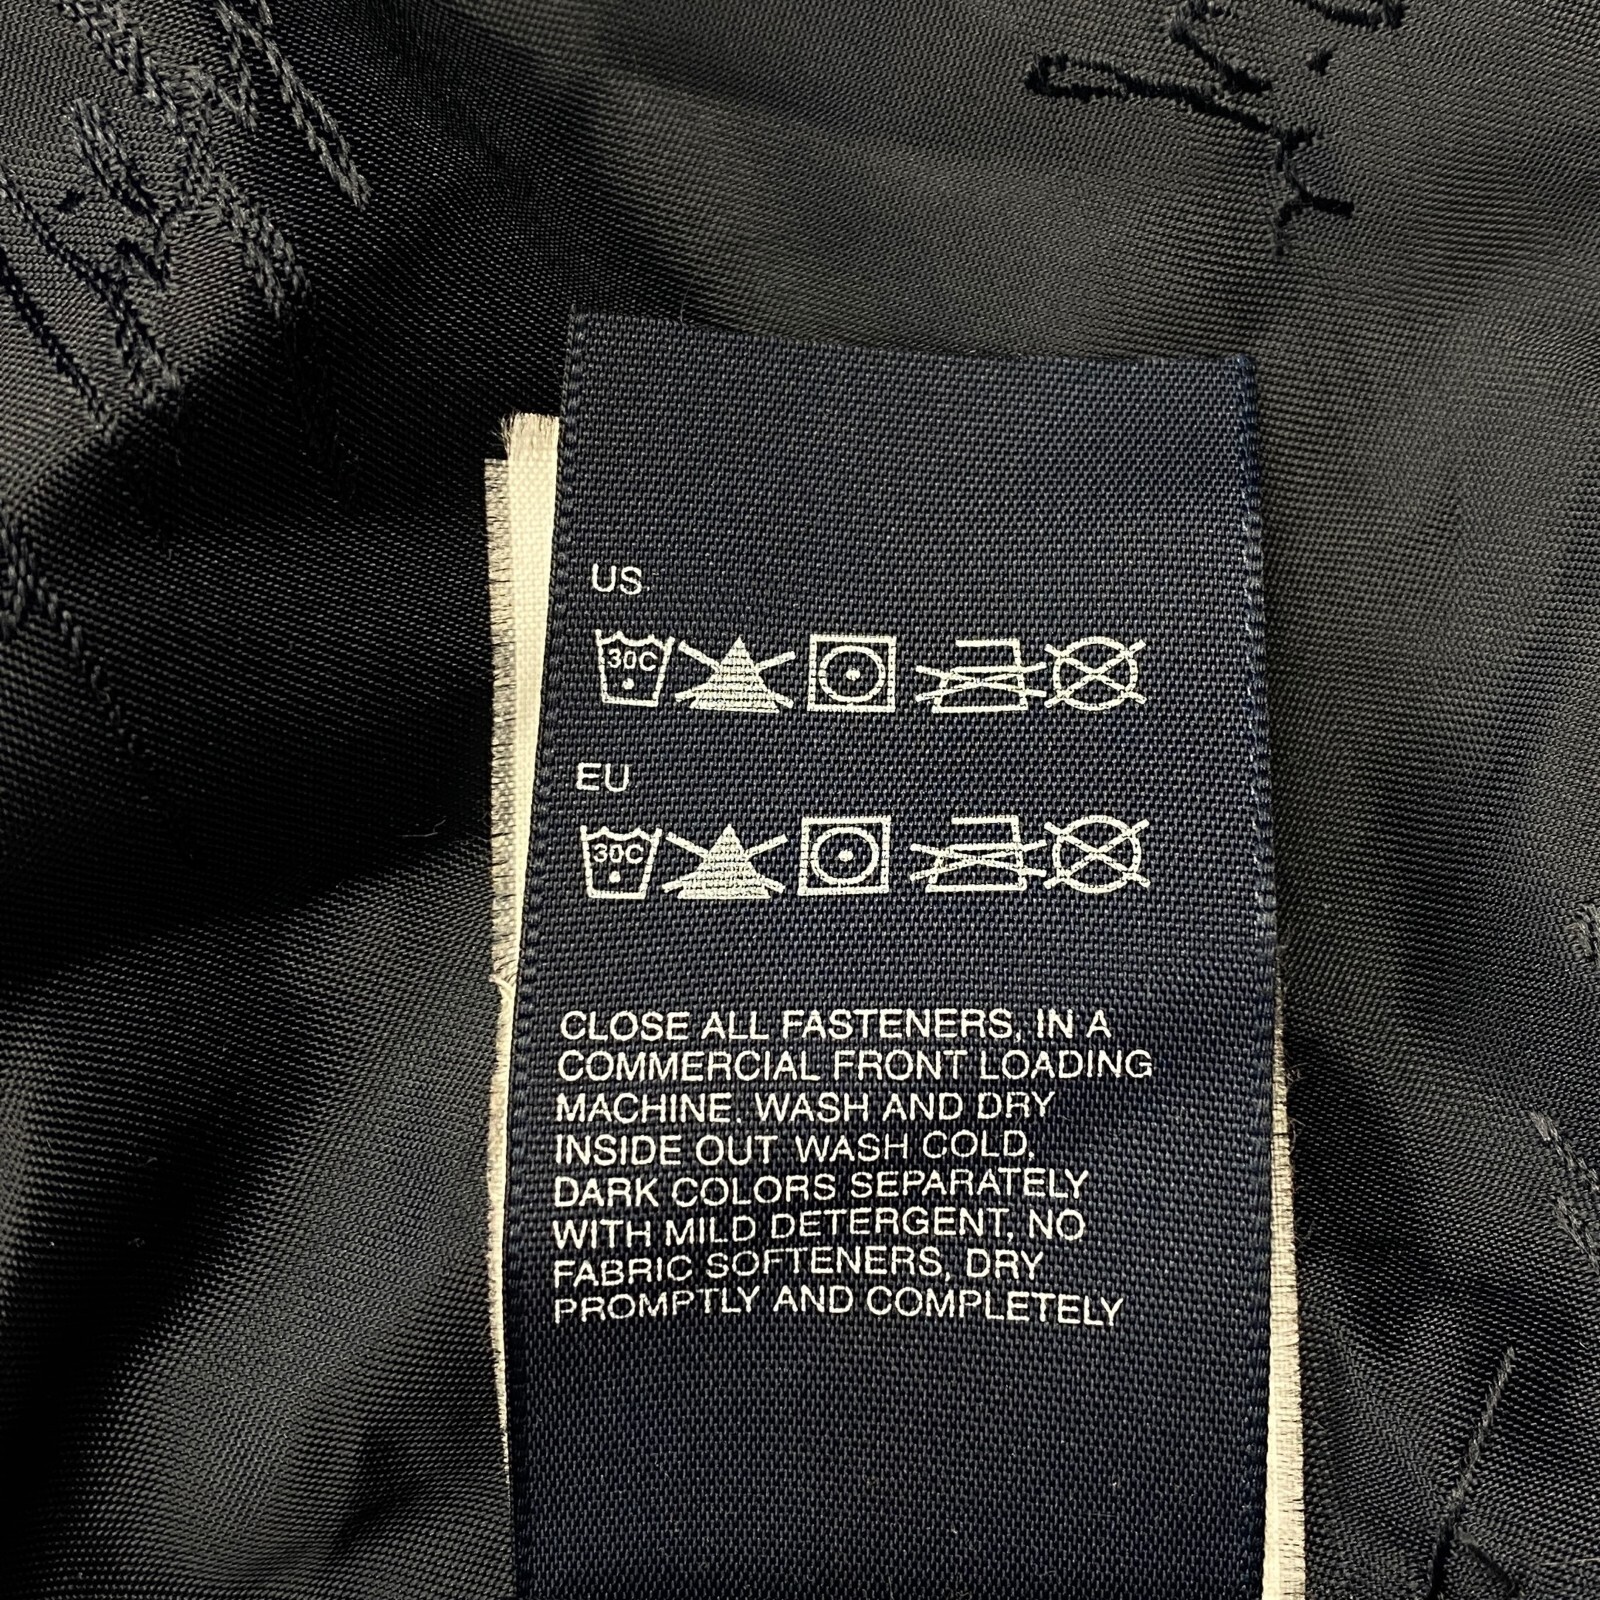 US
30C
EU
30C
CLOSE ALL FASTENERS, IN A
COMMERCIAL FRONT LOADING
MACHINE, WASH AND DRY
INSIDE OUT WASH COLD,
DARK COLORS SEPARATELY
WITH MILD DETERGENT, NO
FABRIC SOFTENERS, DRY
PROMPTLY AND COMPLETELY